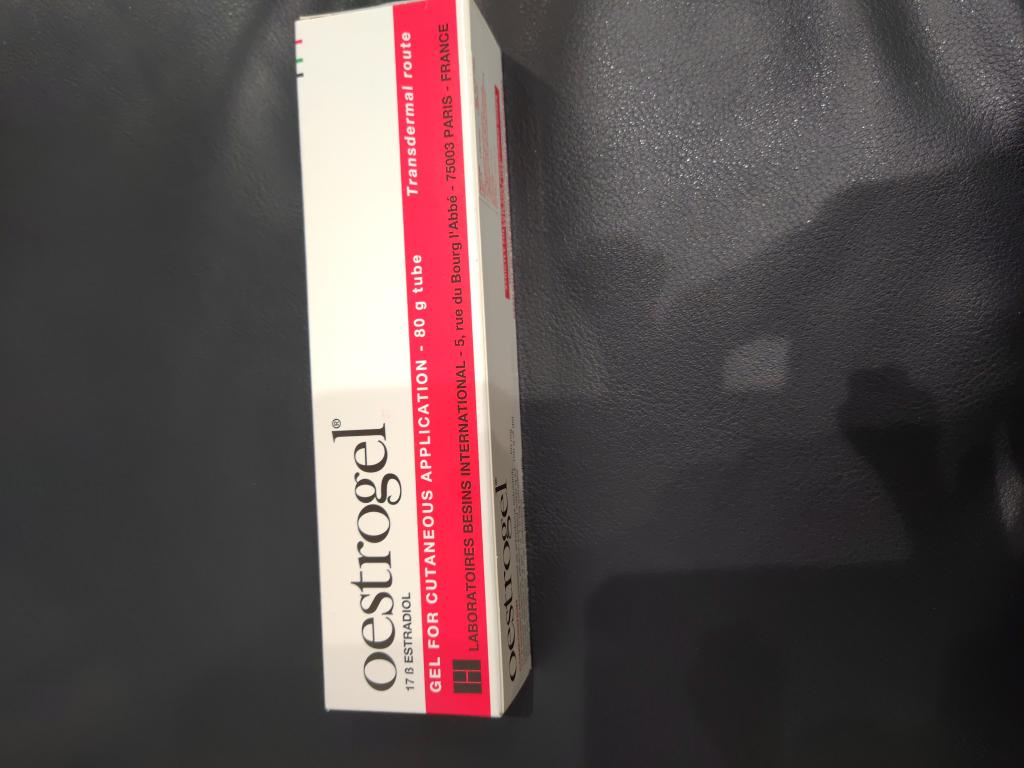 oestrogel®
17 ß ESTRADIOL
GEL FOR CUTANEOUS APPLICATION - 80 g tube Transdermal route
LABORATOIRES BESINS INTERNATIONAL - 5, rue du Bourg l'Abbé - 75003 PARIS - FRANCE
oestrogel